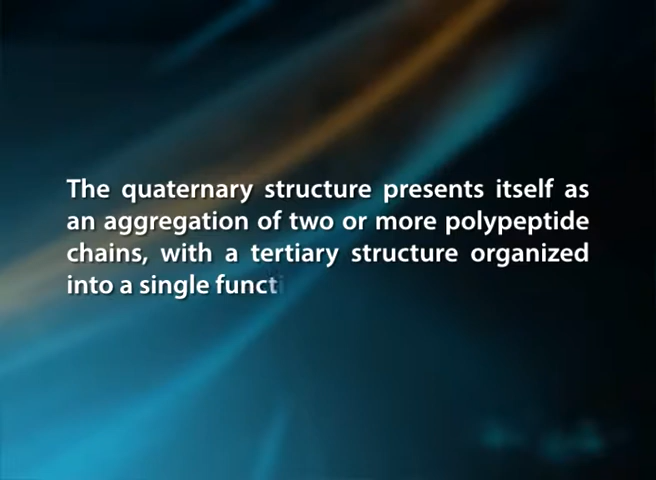 The quaternary structure presents itself as
an aggregation of two or more polypeptide
chains, with a tertiary structure organized
into a single functi